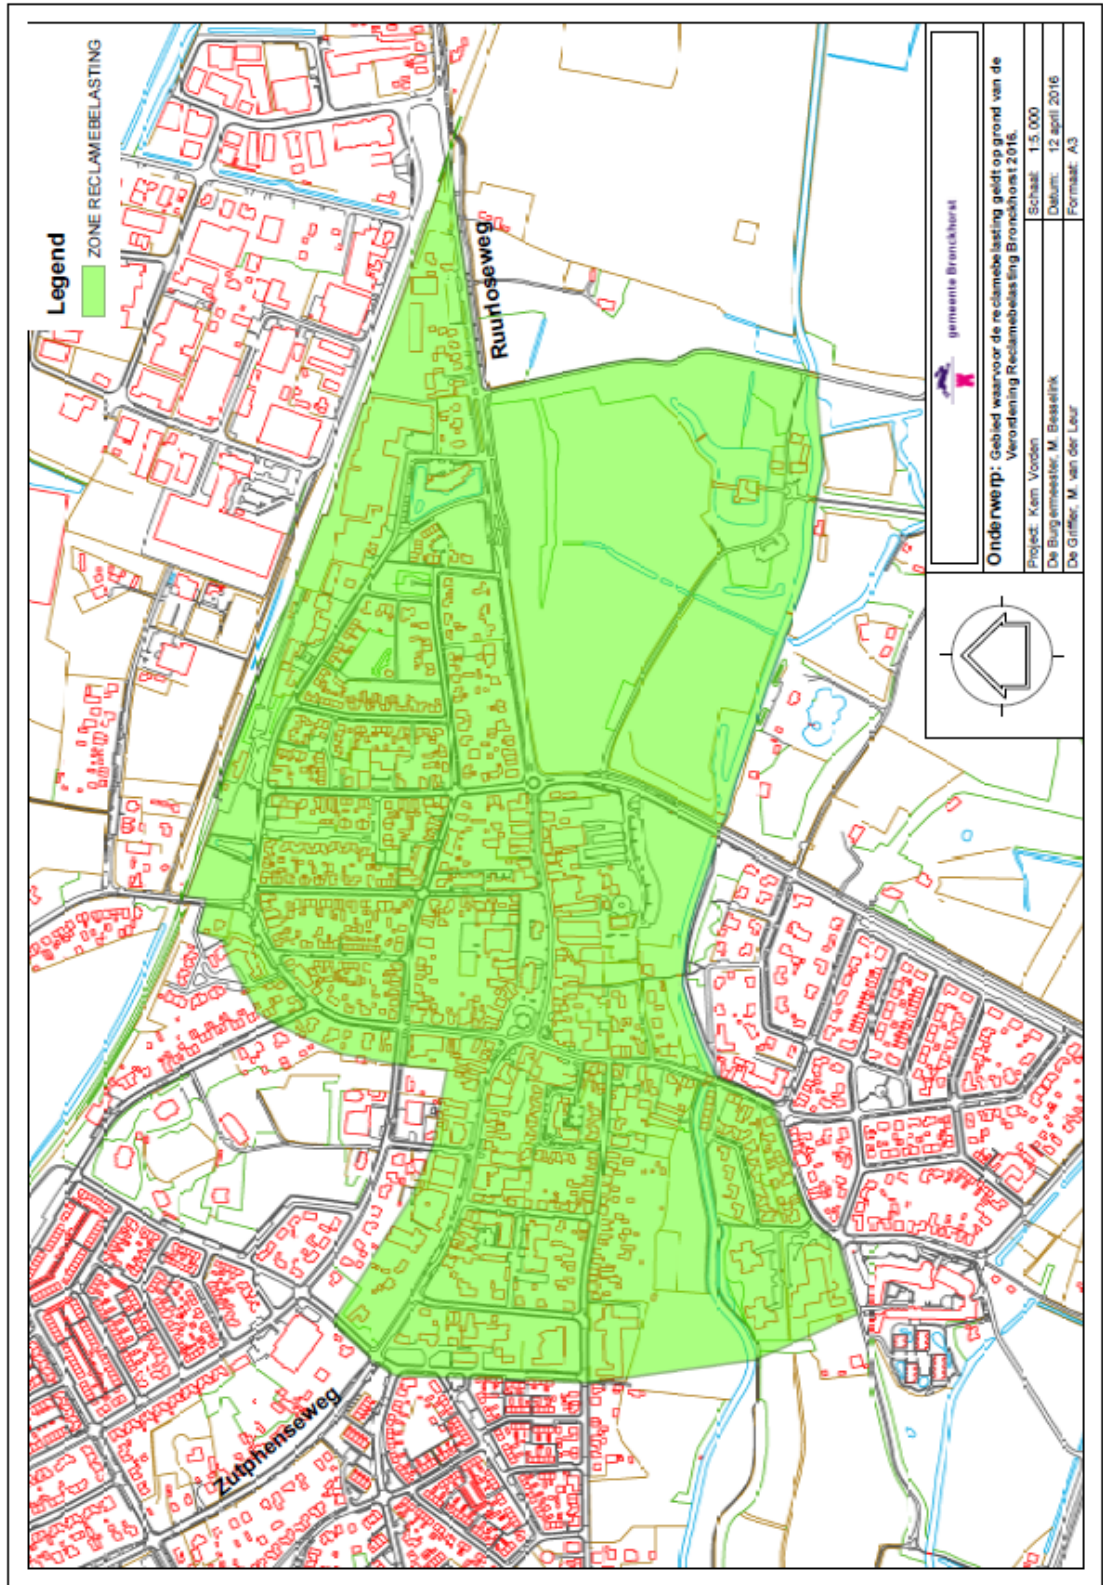 Legend
ZONE RECLAMEBELASTING
Ruurloseweg
Zutphenseweg
gemeente Bronckhorst
Onderwerp: Gebied waarvoor de reclamebelasting geldt op grond van de
Verordening Reclamebelasting Bronckhorst 2016.
Project: Kern Vorden
Schaal: 1:5.000
De Burgermeester, M. Besselink
Datum: 12 april 2016
De Griffier, M. van der Leur
Formaat: A3